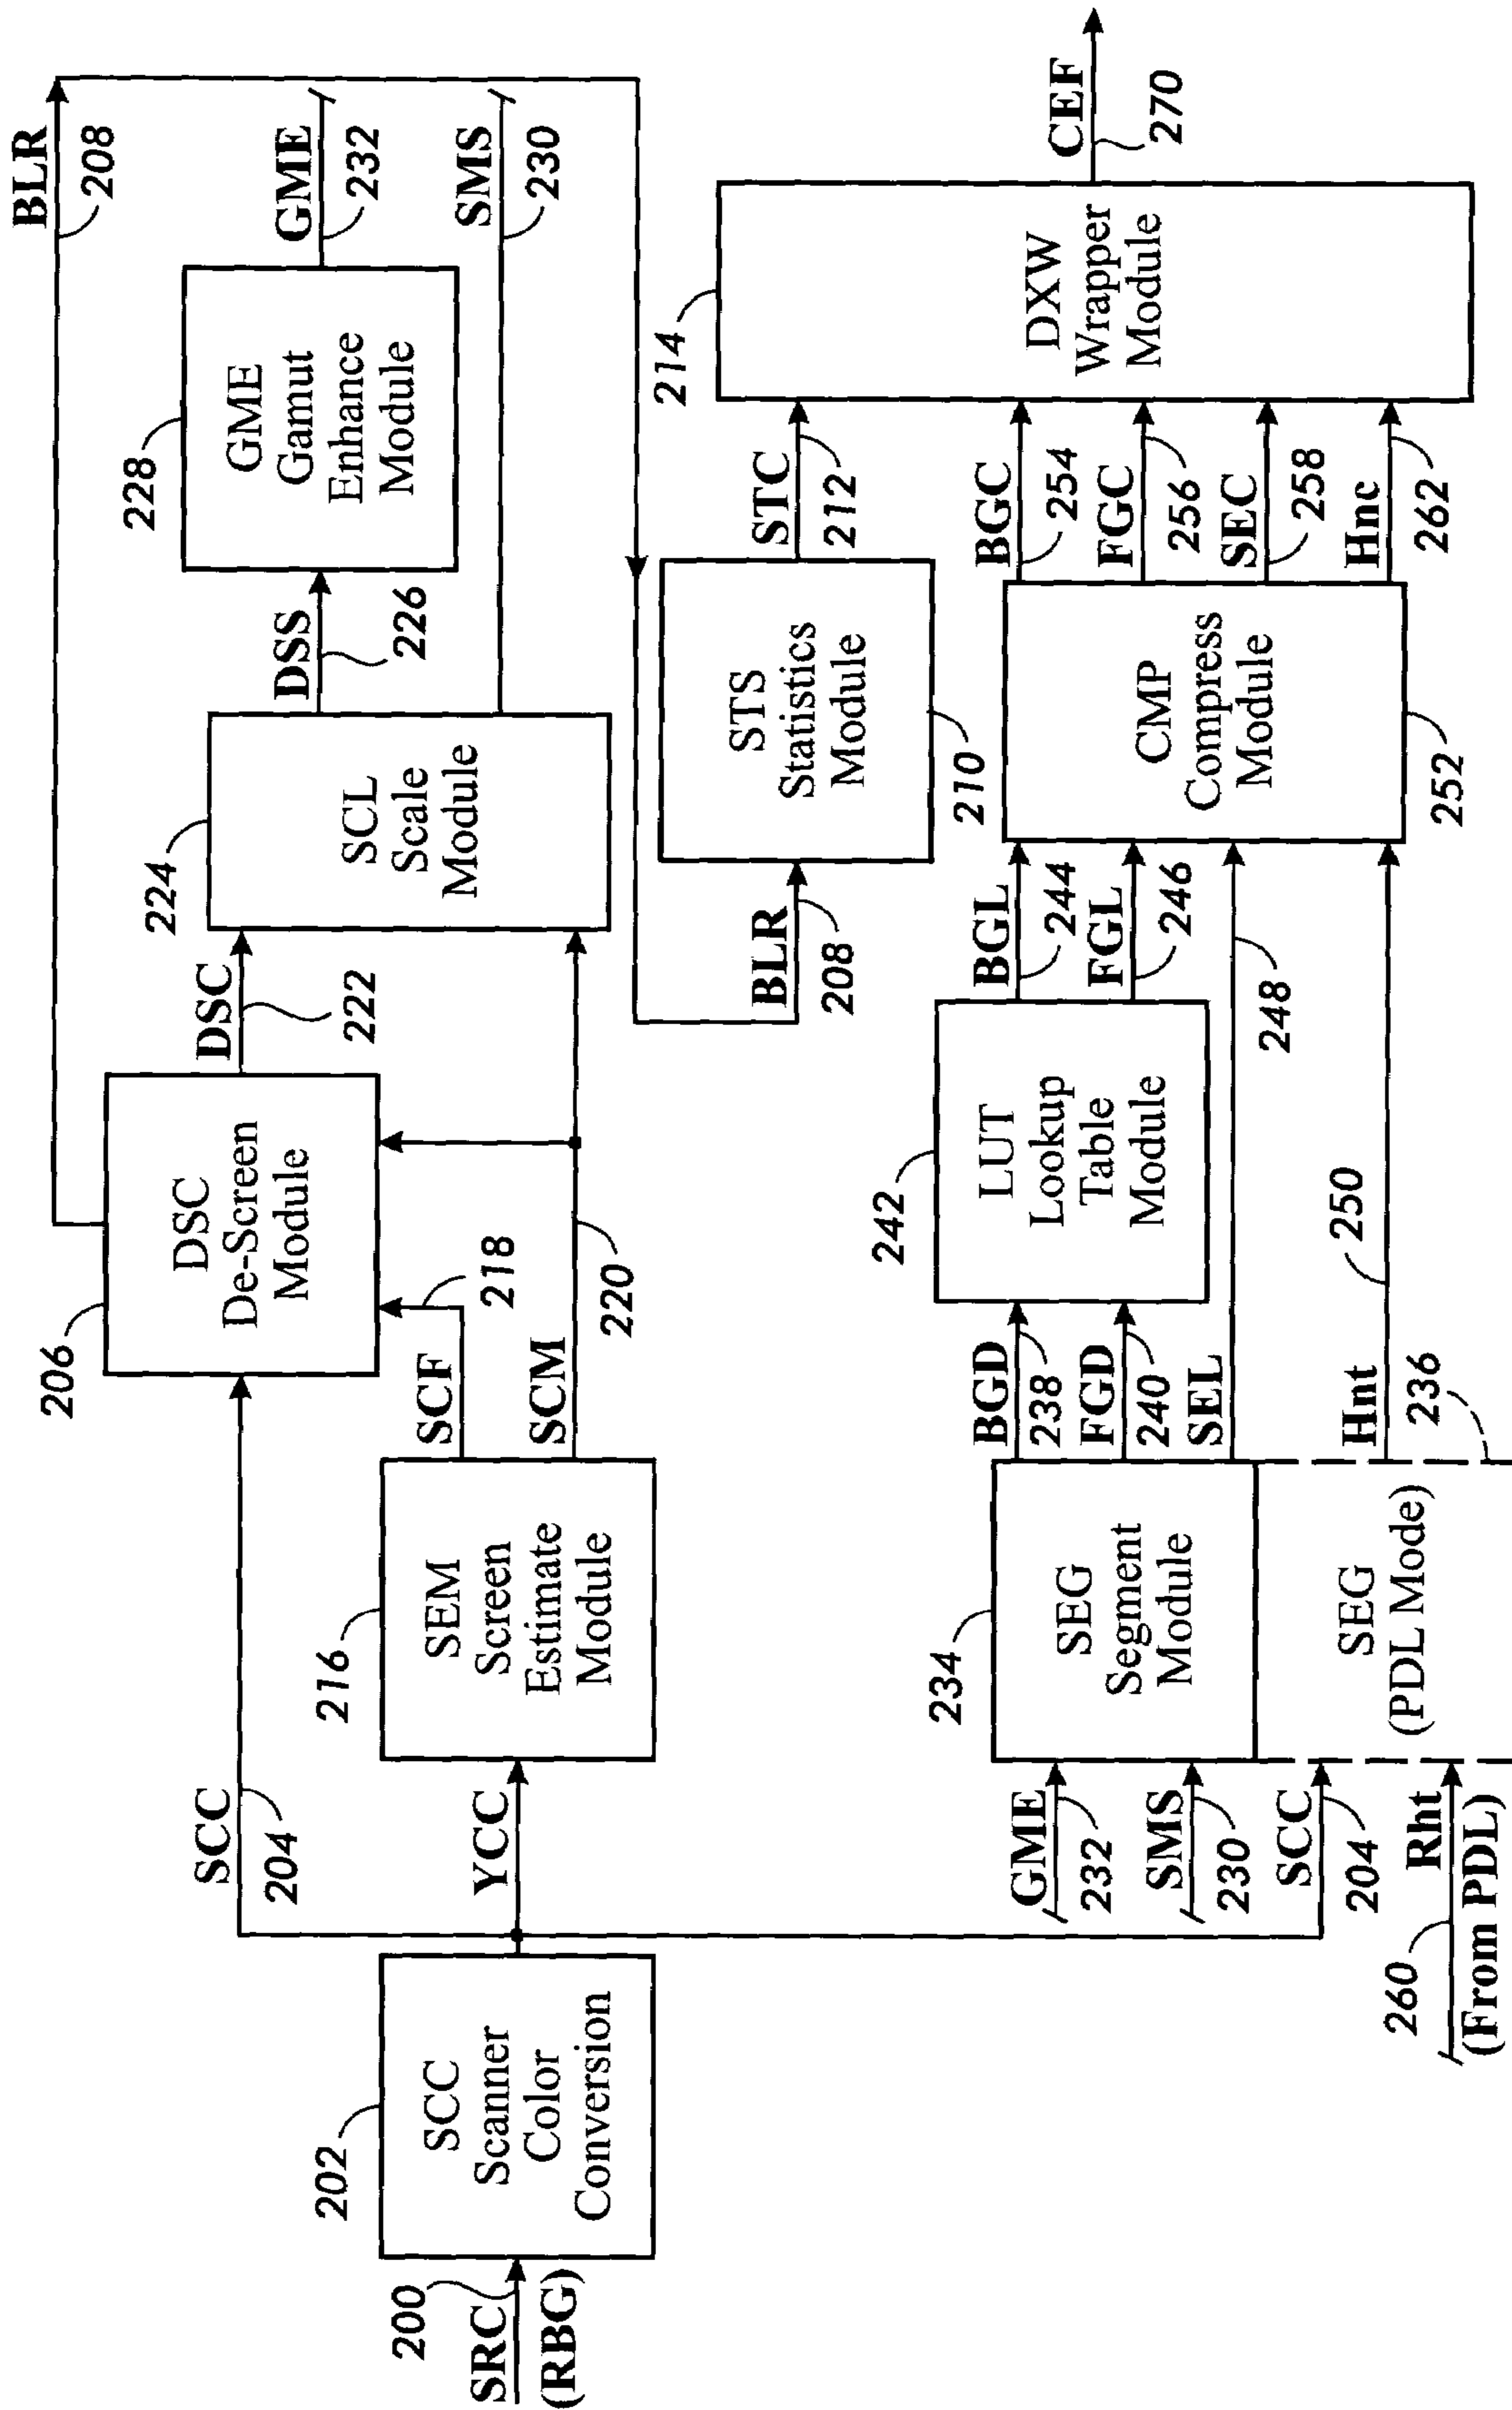 BLR
208
206
DSC
De-Screen
Module
DSC
222
224
SCL
Scale
Module
DSS
226
228
GME
Gamut
Enhance
Module
GME
232
SMS
230
SCC
204
SCF
218
SCM
220
200
SRC
(RBG)
202
SCC
Scanner
Color
Conversion
YCC
216
SEM
Screen
Estimate
Module
BLR
208
STS
Statistics
Module
210
STC
212
214
DXW
Wrapper
Module
CEF
270
GME
232
SMS
230
SCC
204
260
Rht
(From PDL)
234
SEG
Segment
Module
SEG
(PDL Mode)
236
BGD
238
FGD
240
SEL
248
Hnt
250
242
LUT
Lookup
Table
Module
BGL
244
FGL
246
CMP
Compress
Module
252
BGC
254
FGC
256
SEC
258
Hnc
262